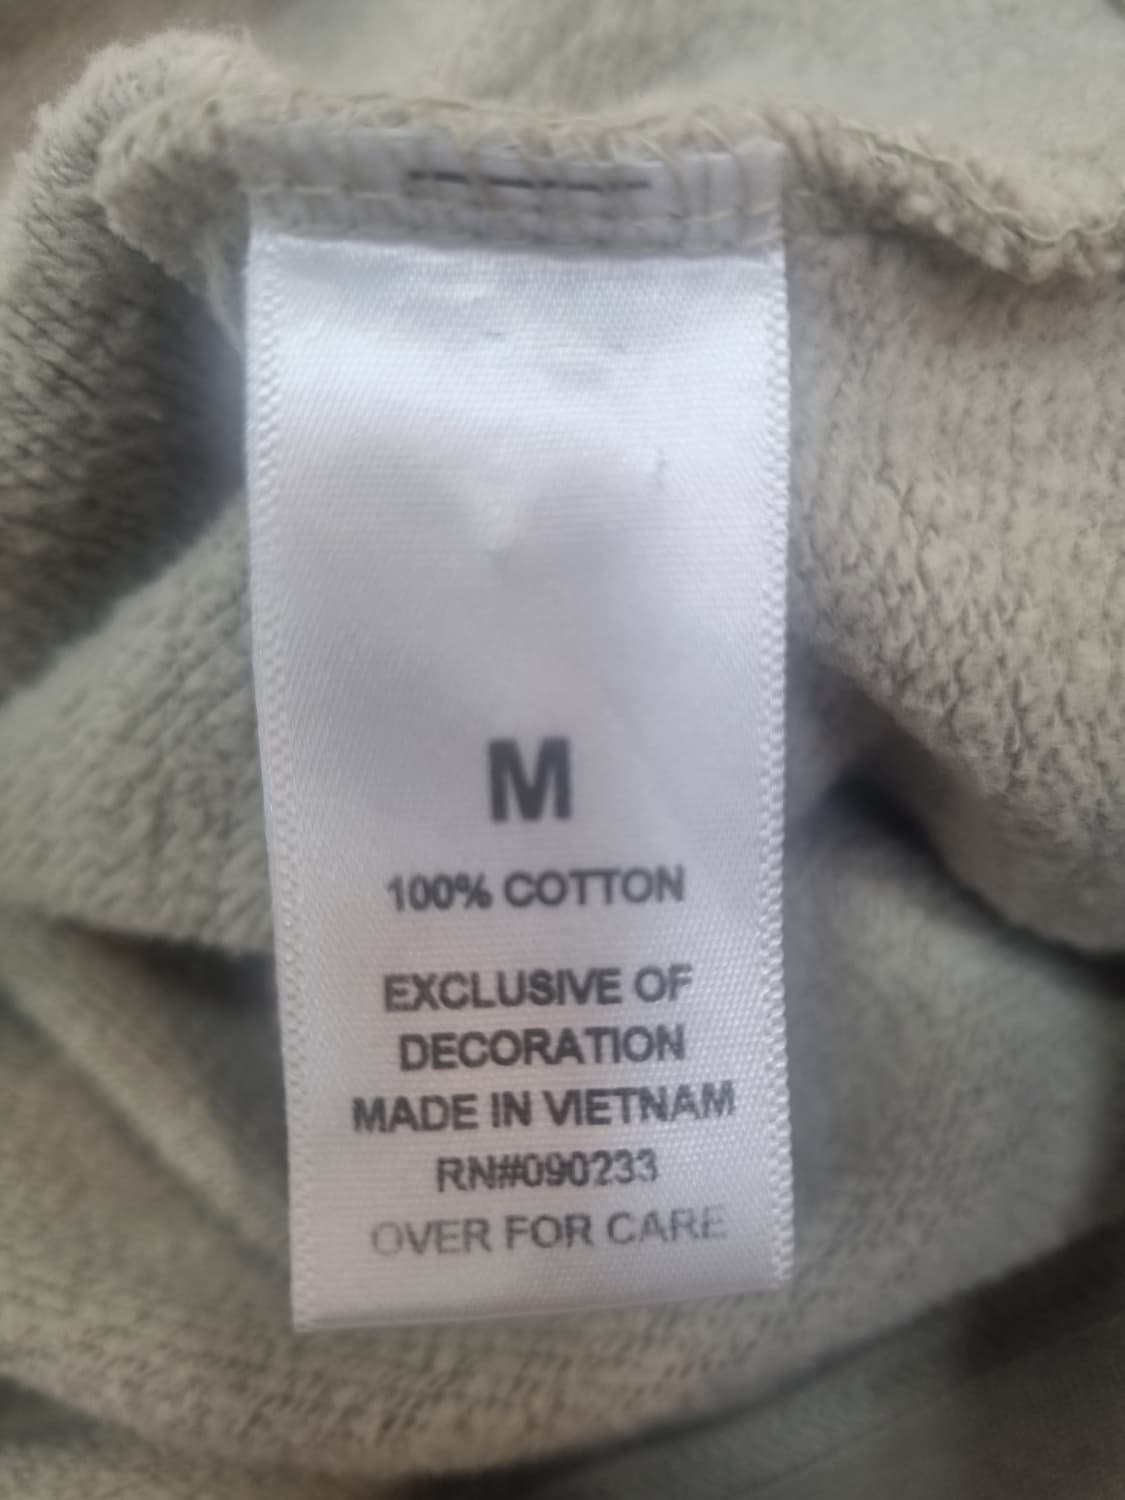 M
100% COTTON
EXCLUSIVE OF
DECORATION
MADE IN VIETNAM
RN#090233
OVER FOR CARE